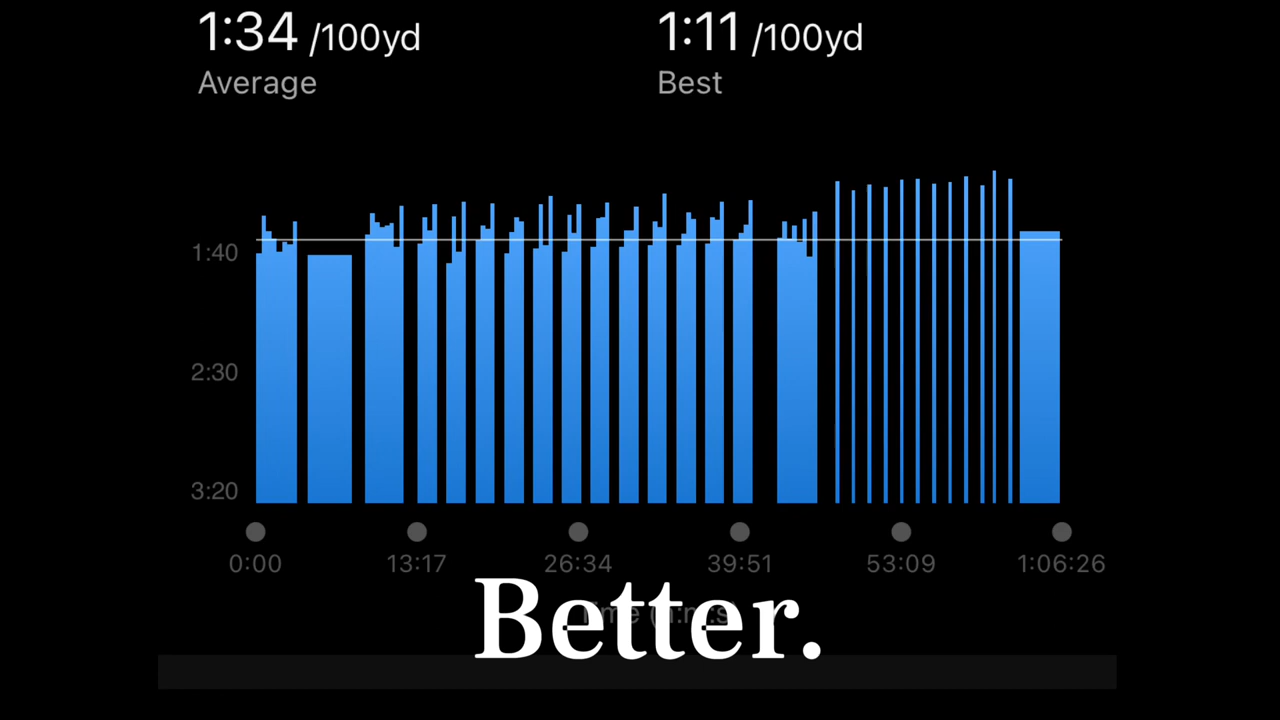 1:34 /100yd 1:11 /100yd
Average Best
1:40
2:30
3:20
0:00 13:17 26:34 39:51 53:09 1:06:26
Better.